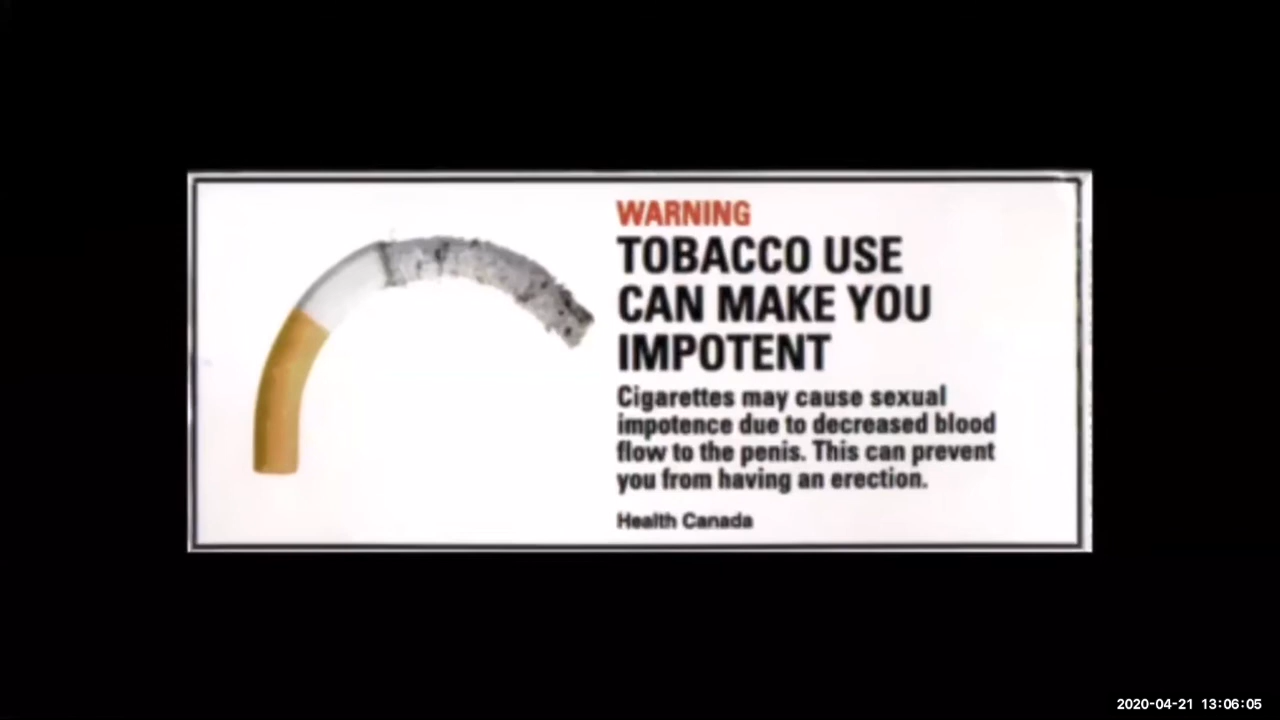 WARNING
TOBACCO USE
CAN MAKE YOU
IMPOTENT
Cigarettes may cause sexual
impotence due to decreased blood
flow to the penis. This can prevent
you from having an erection.
Health Canada
2020-04-21 13:06:05